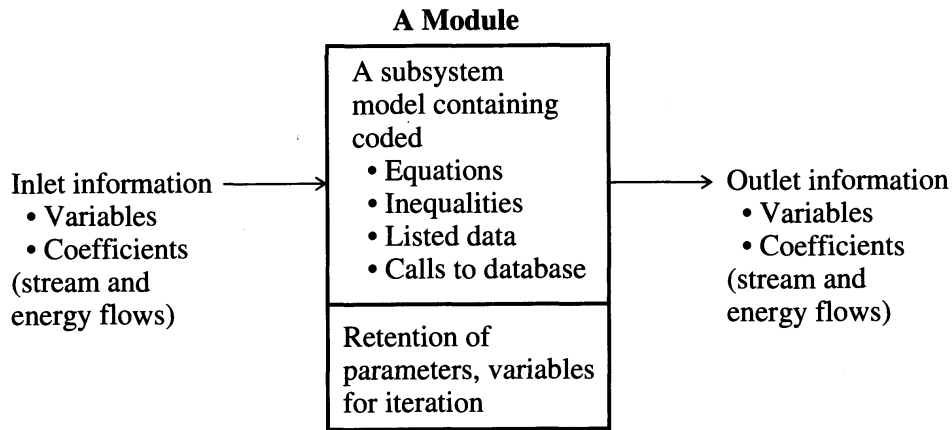 A Module
A subsystem
model containing
coded
• Equations
• Inequalities
• Listed data
• Calls to database
Retention of
parameters, variables
for iteration
Inlet information
• Variables
• Coefficients
(stream and
energy flows)
Outlet information
• Variables
• Coefficients
(stream and
energy flows)